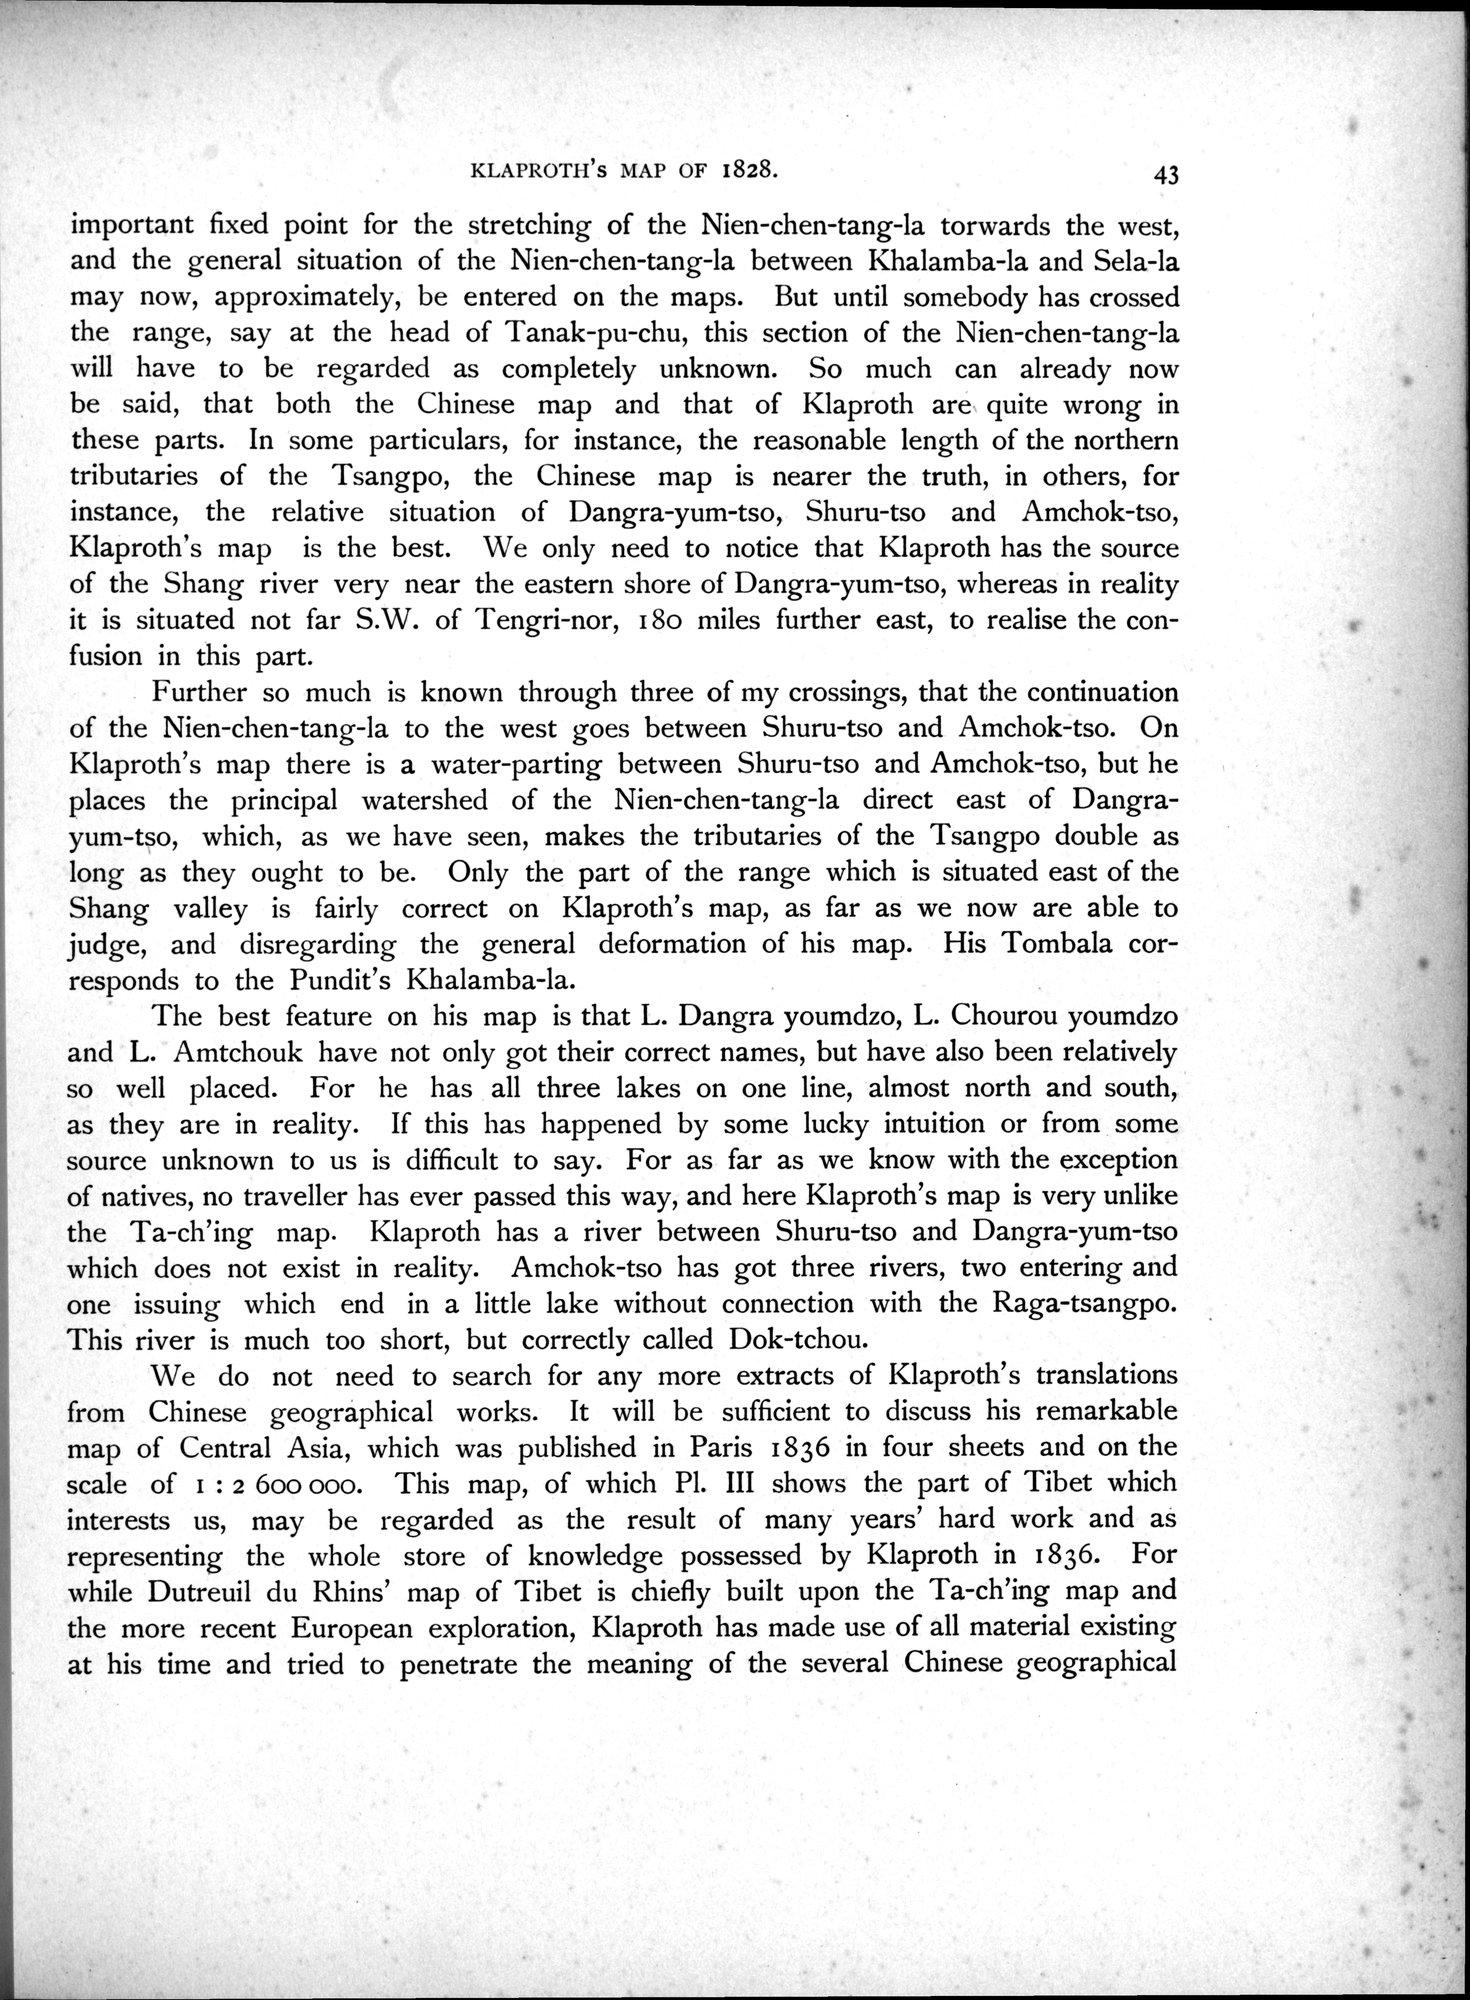 KLAPROTH'S MAP OF 1828.
43
important fixed point for the stretching of the Nien-chen-tang-la torwards the west,
and the general situation of the Nien-chen-tang-la between Khalamba-la and Sela-la
may now, approximately, be entered on the maps. But until somebody has crossed
the range, say at the head of Tanak-pu-chu, this section of the Nien-chen-tang-la
will have to be regarded as completely unknown. So much can already now
be said, that both the Chinese map and that of Klaproth are quite wrong in
these parts. In some particulars, for instance, the reasonable length of the northern
tributaries of the Tsangpo, the Chinese map is nearer the truth, in others, for
instance, the relative situation of Dangra-yum-tso, Shuru-tso and Amchok-tso,
Klaproth's map is the best. We only need to notice that Klaproth has the source
of the Shang river very near the eastern shore of Dangra-yum-tso, whereas in reality
it is situated not far S.W. of Tengri-nor, 180 miles further east, to realise the con-
fusion in this part.
Further so much is known through three of my crossings, that the continuation
of the Nien-chen-tang-la to the west goes between Shuru-tso and Amchok-tso. On
Klaproth's map there is a water-parting between Shuru-tso and Amchok-tso, but he
places the principal watershed of the Nien-chen-tang-la direct east of Dangra-
yum-tso, which, as we have seen, makes the tributaries of the Tsangpo double as
long as they ought to be. Only the part of the range which is situated east of the
Shang valley is fairly correct on Klaproth's map, as far as we now are able to
judge, and disregarding the general deformation of his map. His Tombala cor-
responds to the Pundit's Khalamba-la.
The best feature on his map is that L. Dangra youmdzo, L. Chourou youmdzo
and L. Amtchouk have not only got their correct names, but have also been relatively
so well placed. For he has all three lakes on one line, almost north and south,
as they are in reality. If this has happened by some lucky intuition or from some
source unknown to us is difficult to say. For as far as we know with the exception
of natives, no traveller has ever passed this way, and here Klaproth's map is very unlike
the Ta-ch'ing map. Klaproth has a river between Shuru-tso and Dangra-yum-tso
which does not exist in reality. Amchok-tso has got three rivers, two entering and
one issuing which end in a little lake without connection with the Raga-tsangpo.
This river is much too short, but correctly called Dok-tchou.
We do not need to search for any more extracts of Klaproth's translations
from Chinese geographical works. It will be sufficient to discuss his remarkable
map of Central Asia, which was published in Paris 1836 in four sheets and on the
scale of 1 : 2 600 000. This map, of which Pl. III shows the part of Tibet which
interests us, may be regarded as the result of many years' hard work and as
representing the whole store of knowledge possessed by Klaproth in 1836. For
while Dutreuil du Rhins' map of Tibet is chiefly built upon the Ta-ch'ing map and
the more recent European exploration, Klaproth has made use of all material existing
at his time and tried to penetrate the meaning of the several Chinese geographical